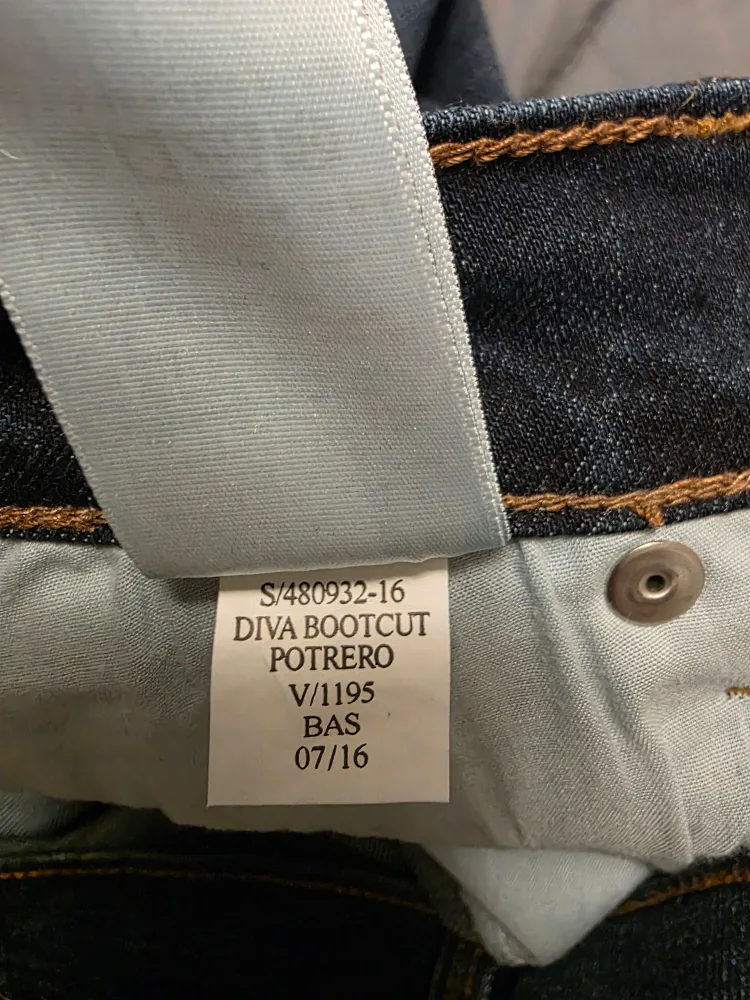 S/480932-16
DIVA BOOTCUT
POTRERO
V/1195
BAS
07/16